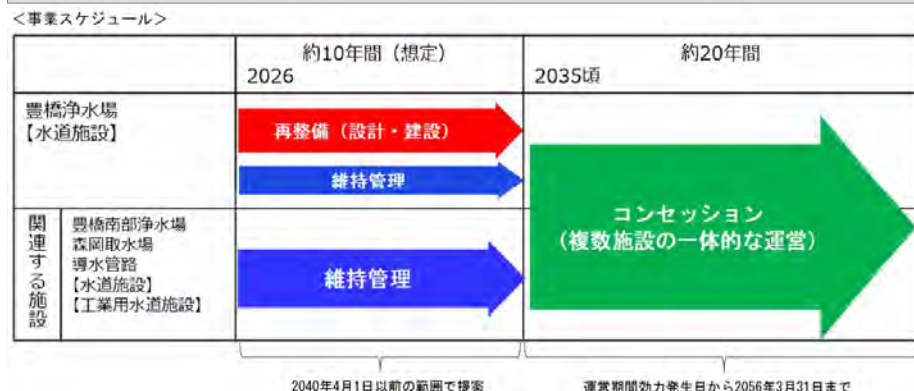 <事業スケジュール>
約10年間（想定）
2026
約20年間
2035頃
豊橋浄水場
【水道施設】
再整備（設計・建設）
維持管理
関連する施設
豊橋南部浄水場
森岡取水場
導水管路
【水道施設】
【工業用水道施設】
維持管理
コンセッション
（複数施設の一体的な運営）
2040年4月1日以前の範囲で提案
運営期間効力発生日から2056年3月31日まで